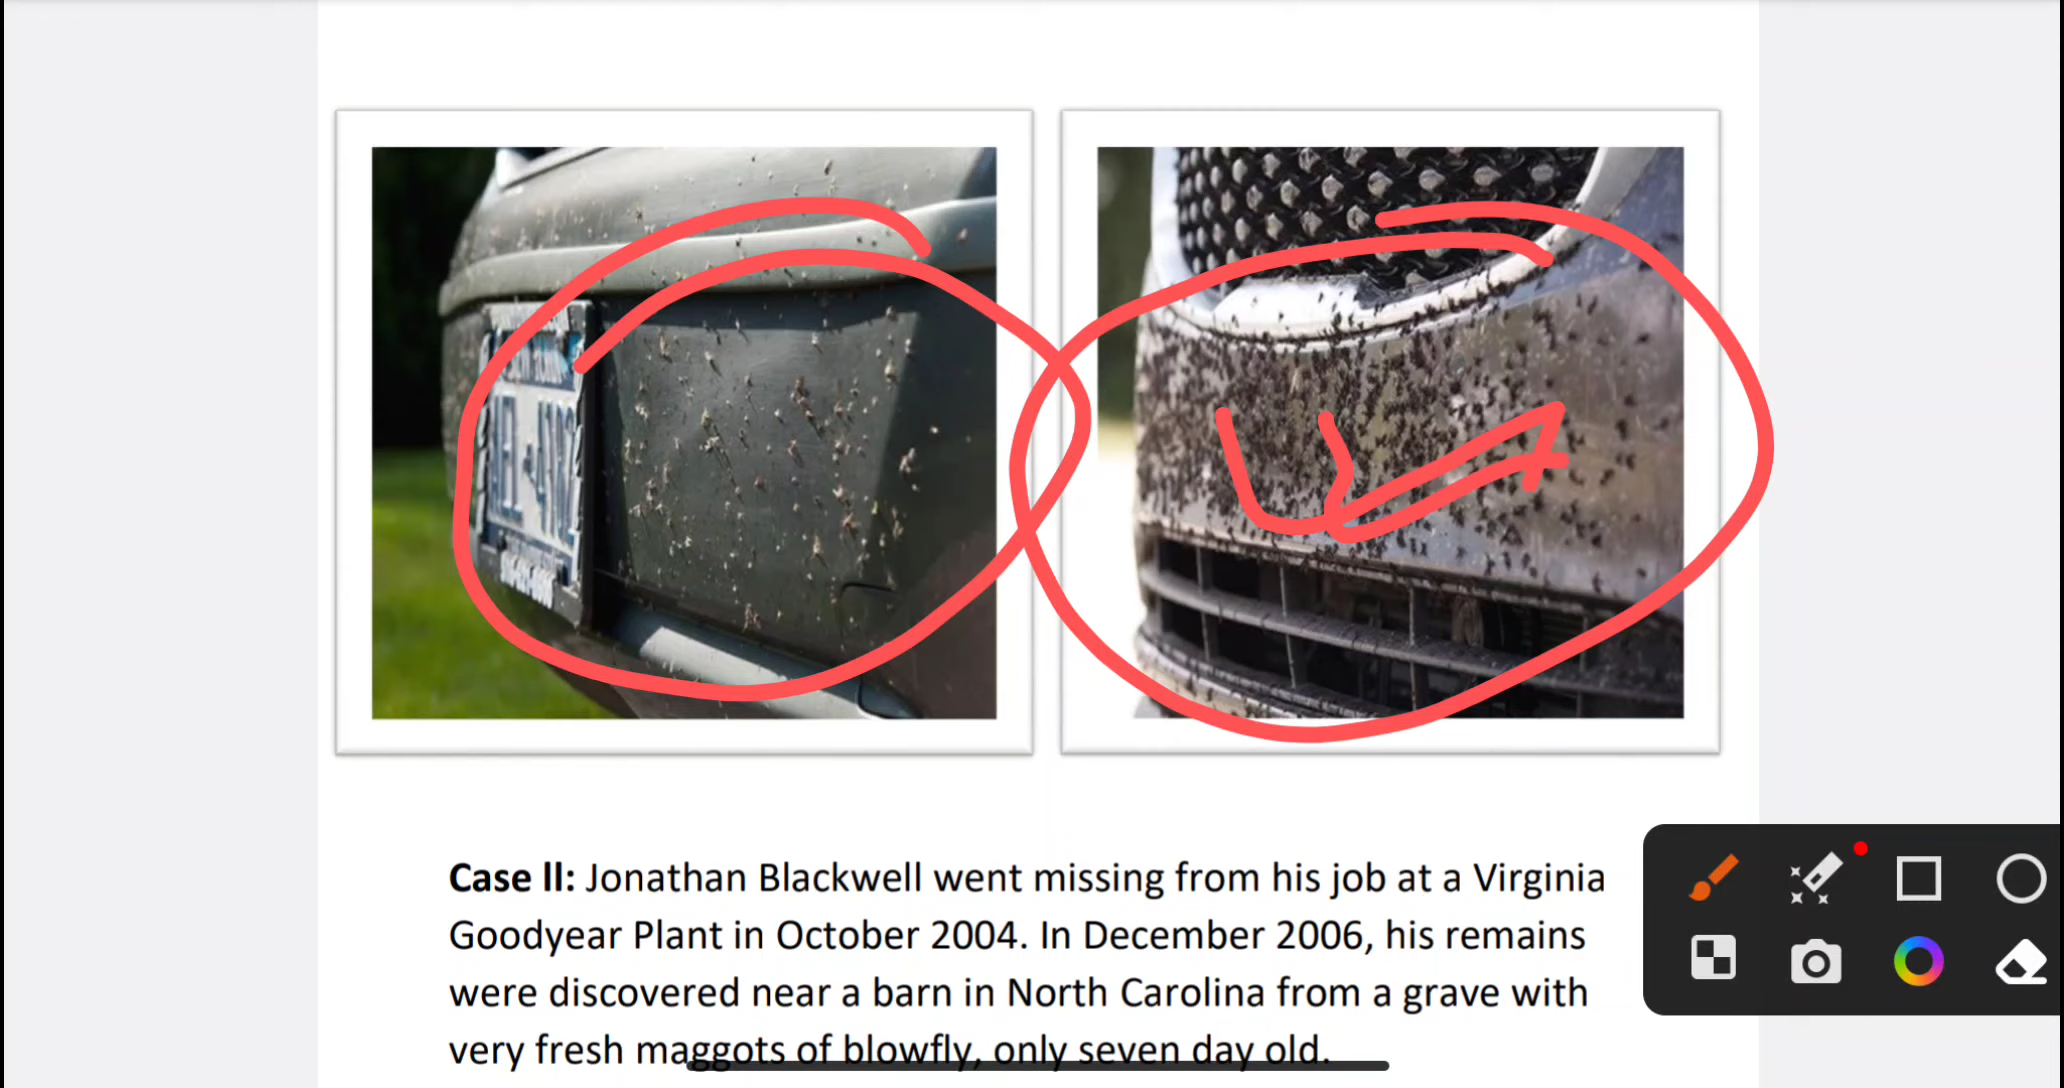 Case ll: Jonathan Blackwell went missing from his job at a Virginia
Goodyear Plant in October 2004. In December 2006, his remains
were discovered near a barn in North Carolina from a grave with
very fresh maggots of blowfly, only seven day old.